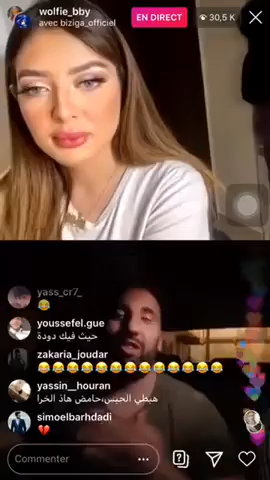 wolfie_bby
avec biziga_officiel
EN DIRECT
30,5 K
yass_cr7_
😂
youssefel.gue
حيث فيك دودة
zakaria_joudar
😂😂😂😂😂😂😂😂😂😂😂😂😂
yassin__houran
هبطي الحبس،حامض هاذ الخرا
simoelbarhdadi
💔
Commenter